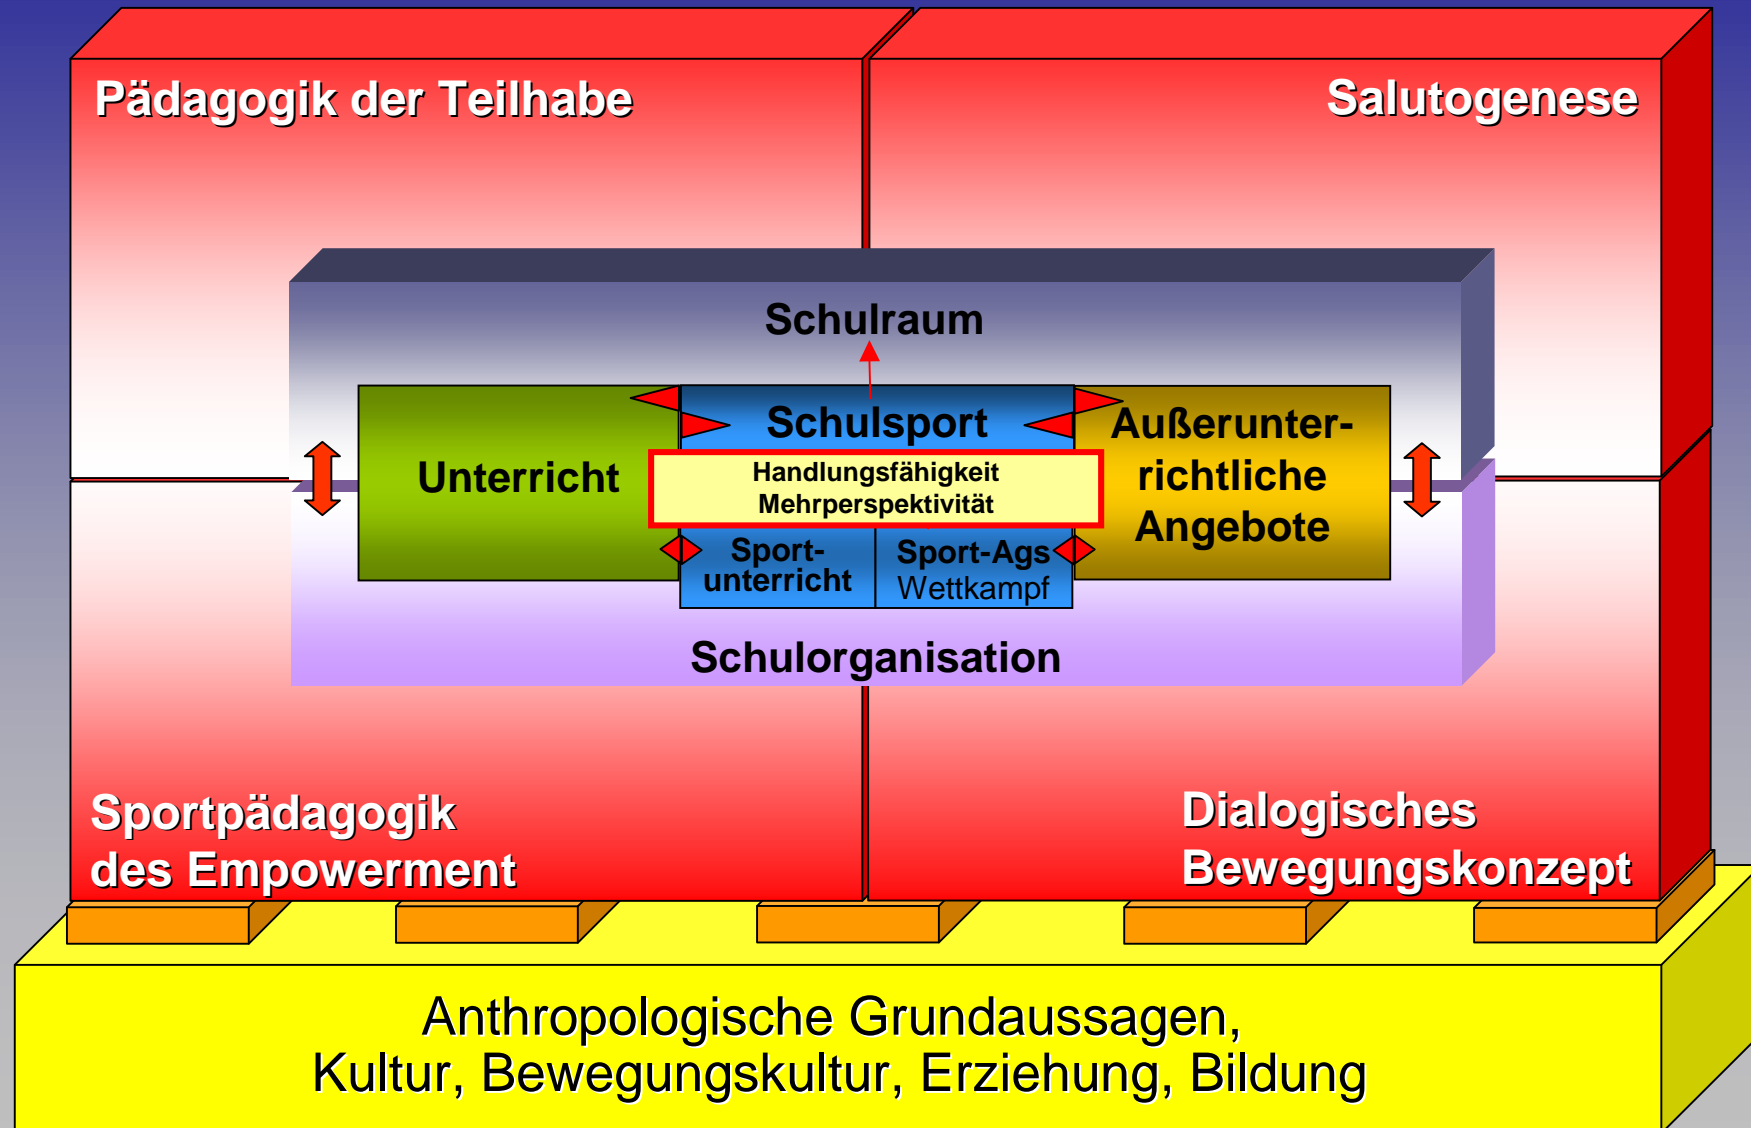 Pädagogik der Teilhabe
Salutogenese
Schulraum
Schulsport
Unterricht
Handlungsfähigkeit
Mehrperspektivität
Außerunter-
richtliche
Angebote
Sport-
unterricht
Sport-Ags
Wettkampf
Schulorganisation
Sportpädagogik
des Empowerment
Dialogisches
Bewegungskonzept
Anthropologische Grundaussagen,
Kultur, Bewegungskultur, Erziehung, Bildung